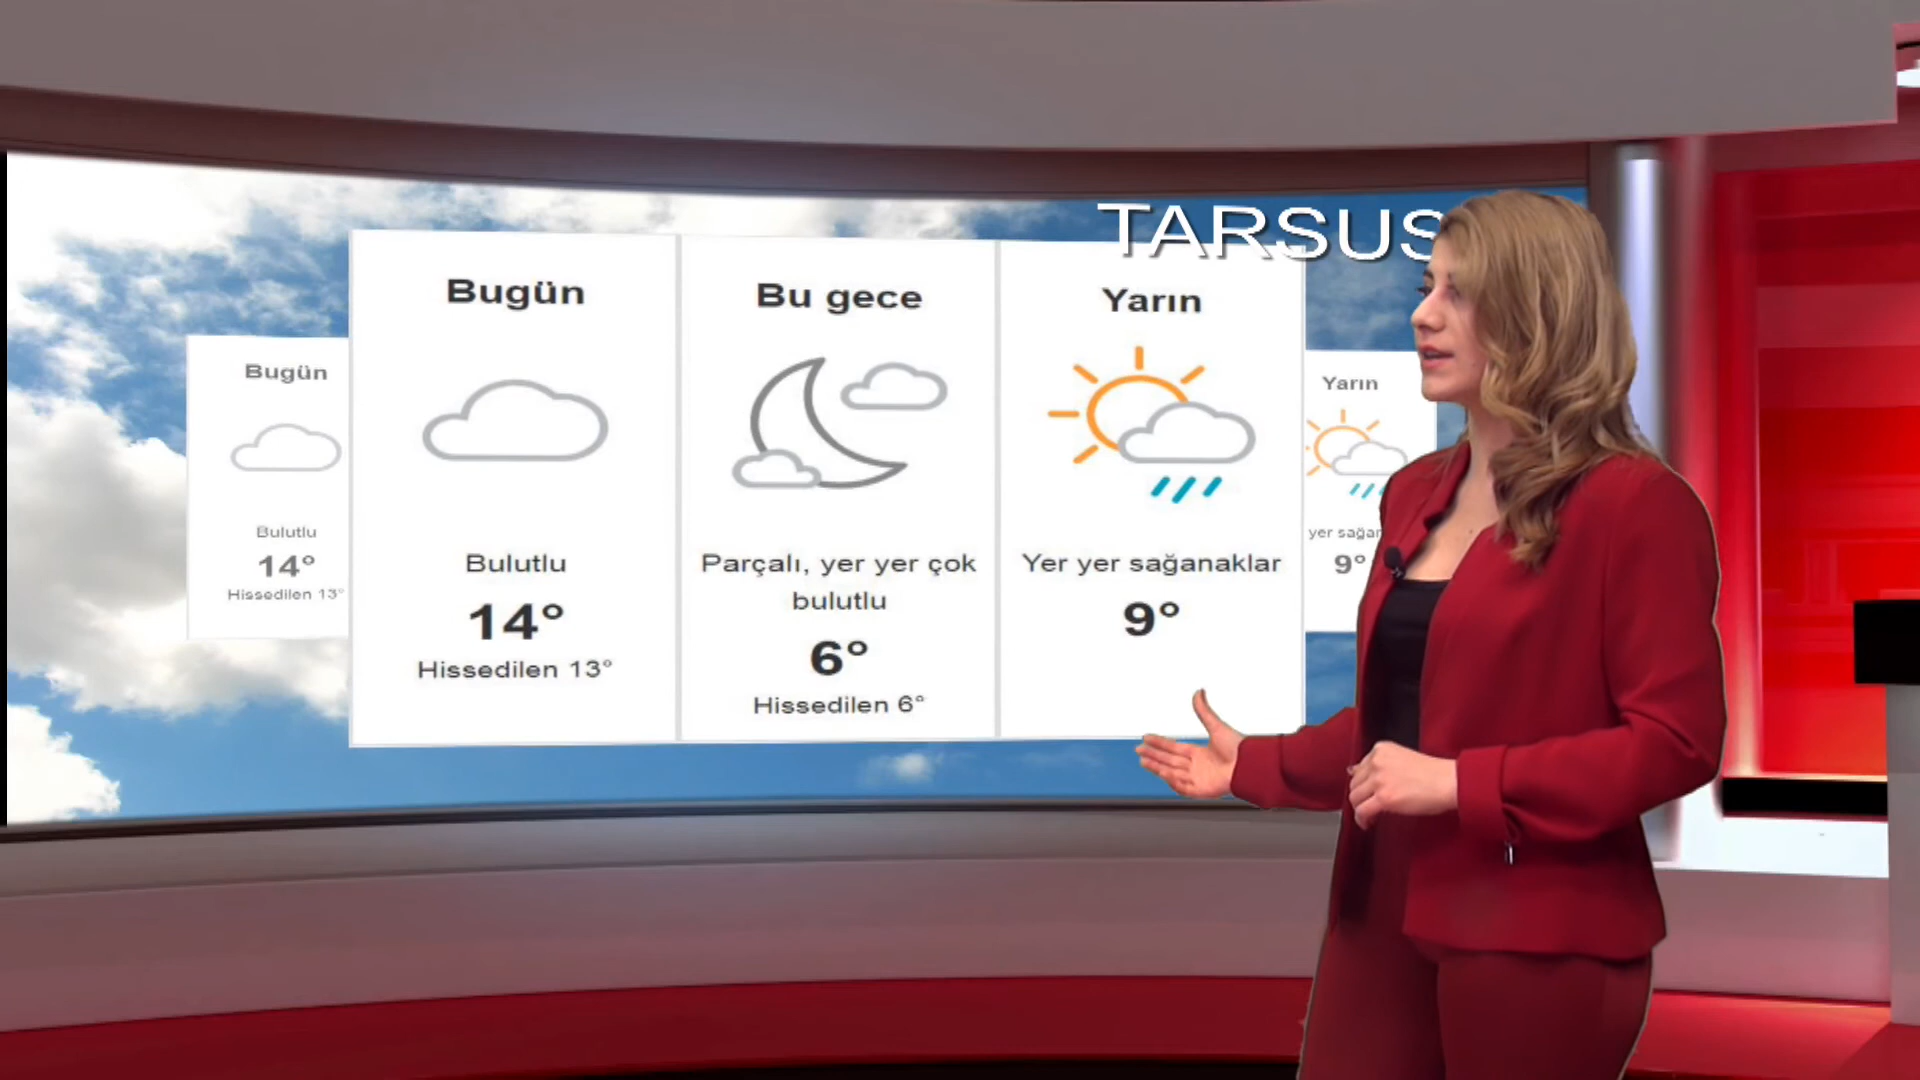 TARSUS
Bugün
Bulutlu
14°
Hissedilen 13°
Bugün
Bulutlu
14°
Hissedilen 13°
Bu gece
Parçalı, yer yer çok
bulutlu
6°
Hissedilen 6°
Yarın
Yer yer sağanaklar
9°
Yarın
yer
9°